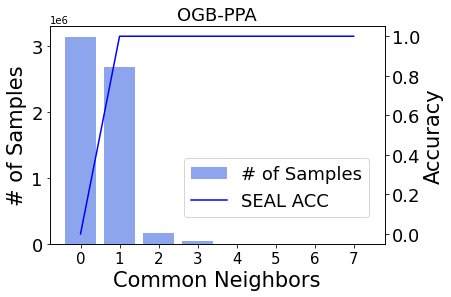 OGB-PPA
1e6
# of Samples
3
2
1
0
1.0
0.8
0.6
0.4
0.2
0.0
Accuracy
# of Samples
SEAL ACC
0 1 2 3 4 5 6 7
Common Neighbors